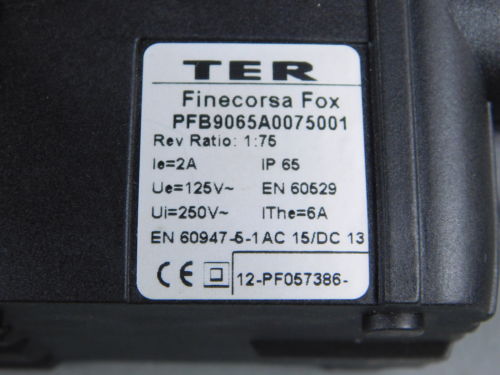 TER
Finecorsa Fox
PFB9065A0075001
Rev Ratio: 1:75
Ie=2A IP 65
Ue=125V~ EN 60529
Ui=250V~ IThe=6A
EN 60947-5-1 AC 15/DC 13
CE 12-PF057386-